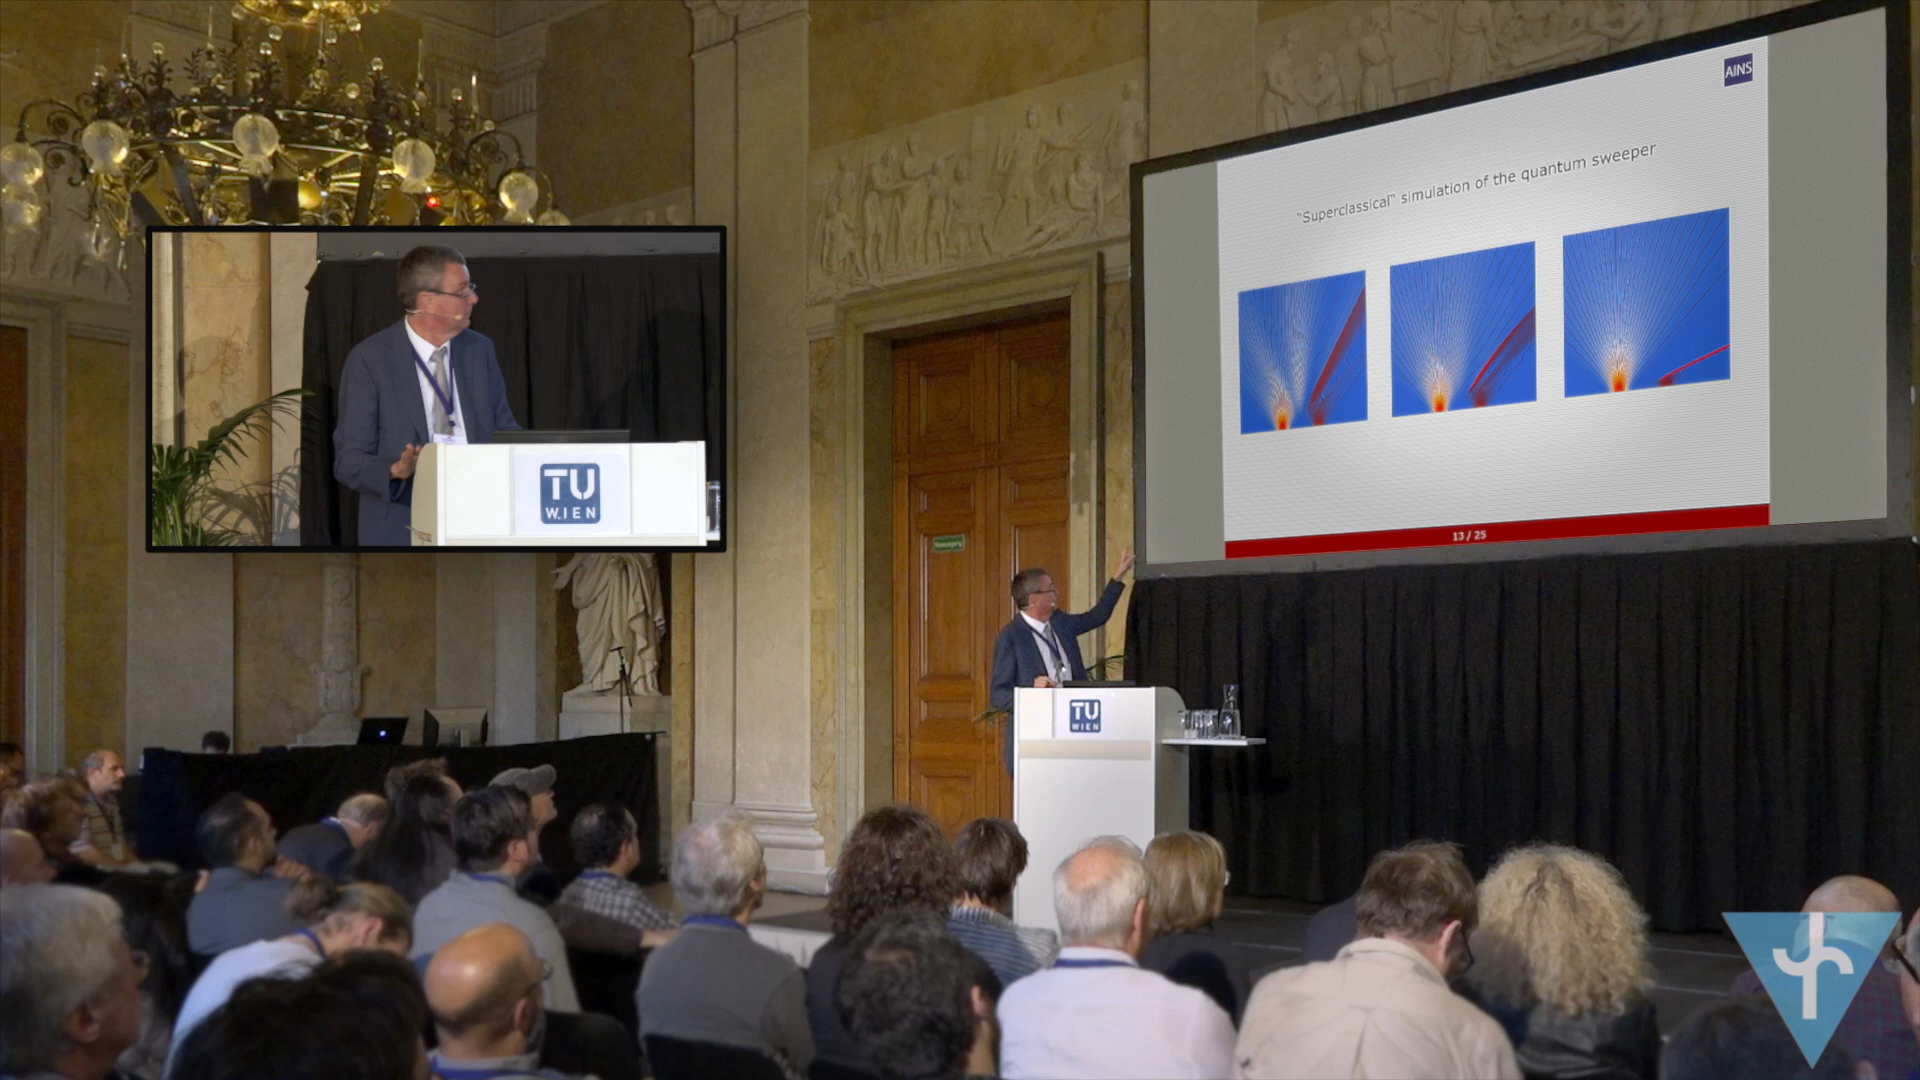 AINS
"Superclassical" simulation of the quantum sweeper
13 / 25
TU
WIEN
TU
WIEN